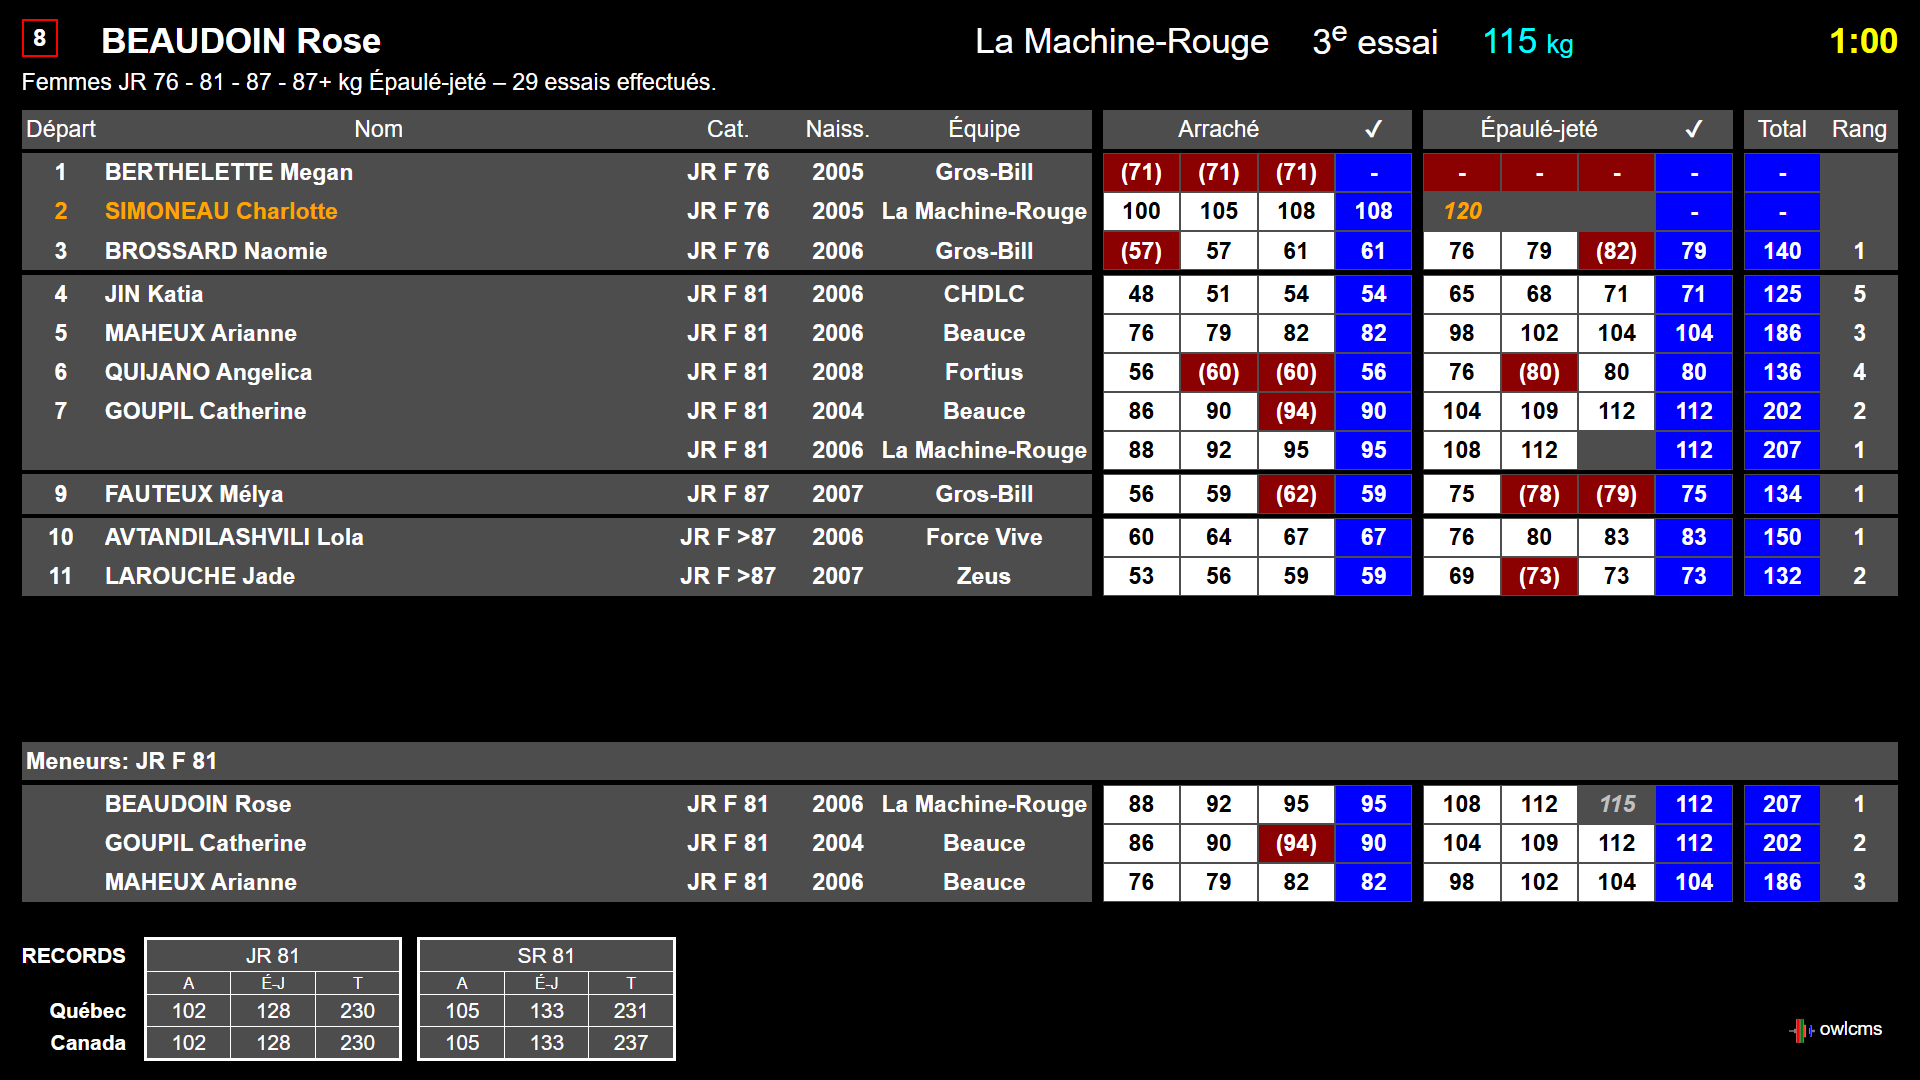 8 BEAUDOIN Rose La Machine-Rouge 3e essai 115 kg 1:00
Femmes JR 76 - 81 - 87 - 87+ kg Épaulé-jeté – 29 essais effectués.
Départ Nom Cat. Naiss. Équipe Arraché ✓ Épaulé-jeté ✓ Total Rang
1 BERTHELETTE Megan JR F 76 2005 Gros-Bill (71) (71) (71) - - - - - -
2 SIMONEAU Charlotte JR F 76 2005 La Machine-Rouge 100 105 108 108 120 - -
3 BROSSARD Naomie JR F 76 2006 Gros-Bill (57) 57 61 61 76 79 (82) 79 140 1
4 JIN Katia JR F 81 2006 CHDLC 48 51 54 54 65 68 71 71 125 5
5 MAHEUX Arianne JR F 81 2006 Beauce 76 79 82 82 98 102 104 104 186 3
6 QUIJANO Angelica JR F 81 2008 Fortius 56 (60) (60) 56 76 (80) 80 80 136 4
7 GOUPIL Catherine JR F 81 2004 Beauce 86 90 (94) 90 104 109 112 112 202 2
JR F 81 2006 La Machine-Rouge 88 92 95 95 108 112 112 207 1
9 FAUTEUX Mélya JR F 87 2007 Gros-Bill 56 59 (62) 59 75 (78) (79) 75 134 1
10 AVTANDILASHVILI Lola JR F >87 2006 Force Vive 60 64 67 67 76 80 83 83 150 1
11 LAROUCHE Jade JR F >87 2007 Zeus 53 56 59 59 69 (73) 73 73 132 2
Meneurs: JR F 81
BEAUDOIN Rose JR F 81 2006 La Machine-Rouge 88 92 95 95 108 112 115 112 207 1
GOUPIL Catherine JR F 81 2004 Beauce 86 90 (94) 90 104 109 112 112 202 2
MAHEUX Arianne JR F 81 2006 Beauce 76 79 82 82 98 102 104 104 186 3
RECORDS JR 81 SR 81
A É-J T A É-J T
Québec 102 128 230 105 133 231
Canada 102 128 230 105 133 237
owlcms